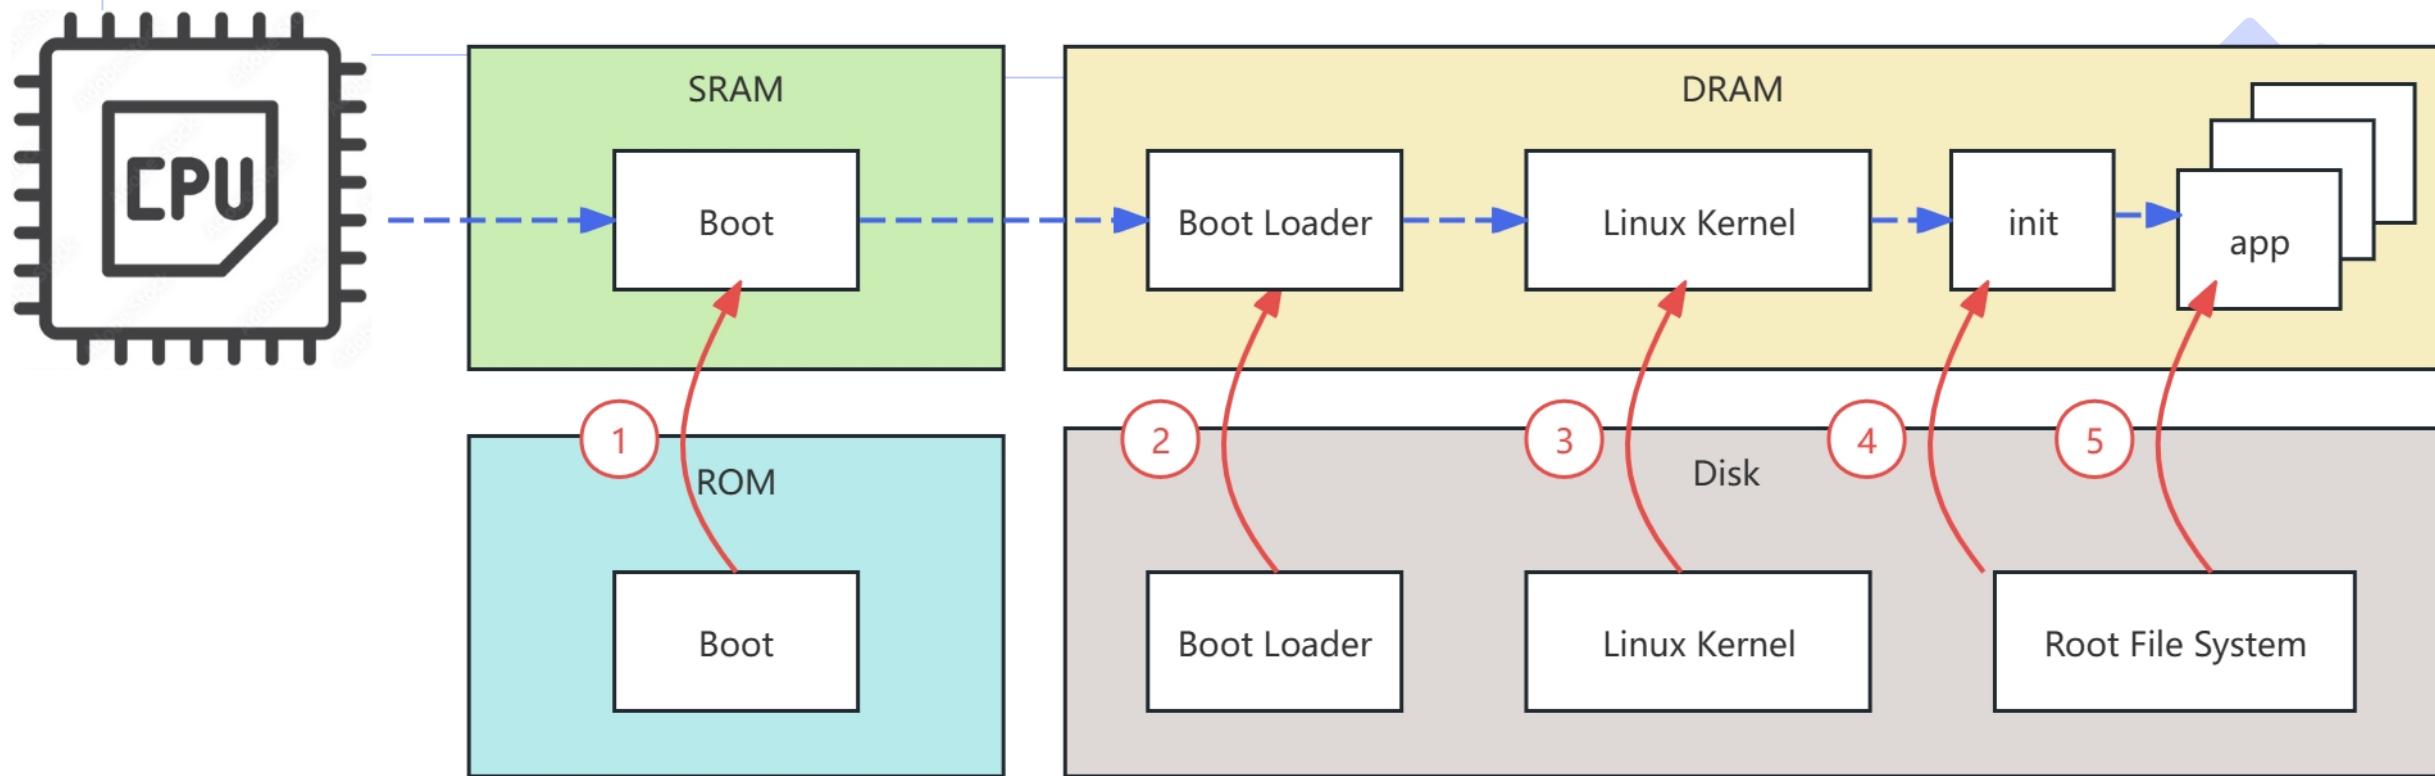 CPU
SRAM
Boot
DRAM
Boot Loader
Linux Kernel
init
app
1
2
3
4
5
ROM
Boot
Disk
Boot Loader
Linux Kernel
Root File System